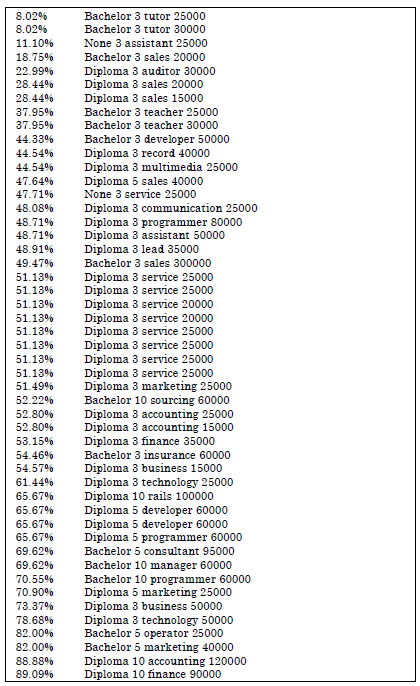 8.02% Bachelor 3 tutor 25000
8.02% Bachelor 3 tutor 30000
11.10% None 3 assistant 25000
18.75% Bachelor 3 sales 20000
22.99% Diploma 3 auditor 30000
28.44% Diploma 3 sales 20000
28.44% Diploma 3 sales 15000
37.95% Bachelor 3 teacher 25000
37.95% Bachelor 3 teacher 30000
44.33% Bachelor 3 developer 50000
44.54% Diploma 3 record 40000
44.54% Diploma 3 multimedia 25000
47.64% Diploma 5 sales 40000
47.71% None 3 service 25000
48.08% Diploma 3 communication 25000
48.71% Diploma 3 programmer 80000
48.71% Diploma 3 assistant 50000
48.91% Diploma 3 lead 35000
49.47% Bachelor 3 sales 300000
51.13% Diploma 3 service 25000
51.13% Diploma 3 service 25000
51.13% Diploma 3 service 20000
51.13% Diploma 3 service 20000
51.13% Diploma 3 service 25000
51.13% Diploma 3 service 25000
51.13% Diploma 3 service 25000
51.13% Diploma 3 service 25000
51.49% Diploma 3 marketing 25000
52.22% Bachelor 10 sourcing 60000
52.80% Diploma 3 accounting 25000
52.80% Diploma 3 accounting 15000
53.15% Diploma 3 finance 35000
54.46% Bachelor 3 insurance 60000
54.57% Diploma 3 business 15000
61.44% Diploma 3 technology 25000
65.67% Diploma 10 rails 100000
65.67% Diploma 5 developer 60000
65.67% Diploma 5 developer 60000
65.67% Diploma 5 programmer 60000
69.62% Bachelor 5 consultant 95000
69.62% Bachelor 10 manager 60000
70.55% Bachelor 10 programmer 60000
70.90% Diploma 5 marketing 25000
73.37% Diploma 3 business 50000
78.68% Diploma 3 technology 50000
82.00% Bachelor 5 operator 25000
82.00% Bachelor 5 marketing 40000
88.88% Diploma 10 accounting 120000
89.09% Diploma 10 finance 90000